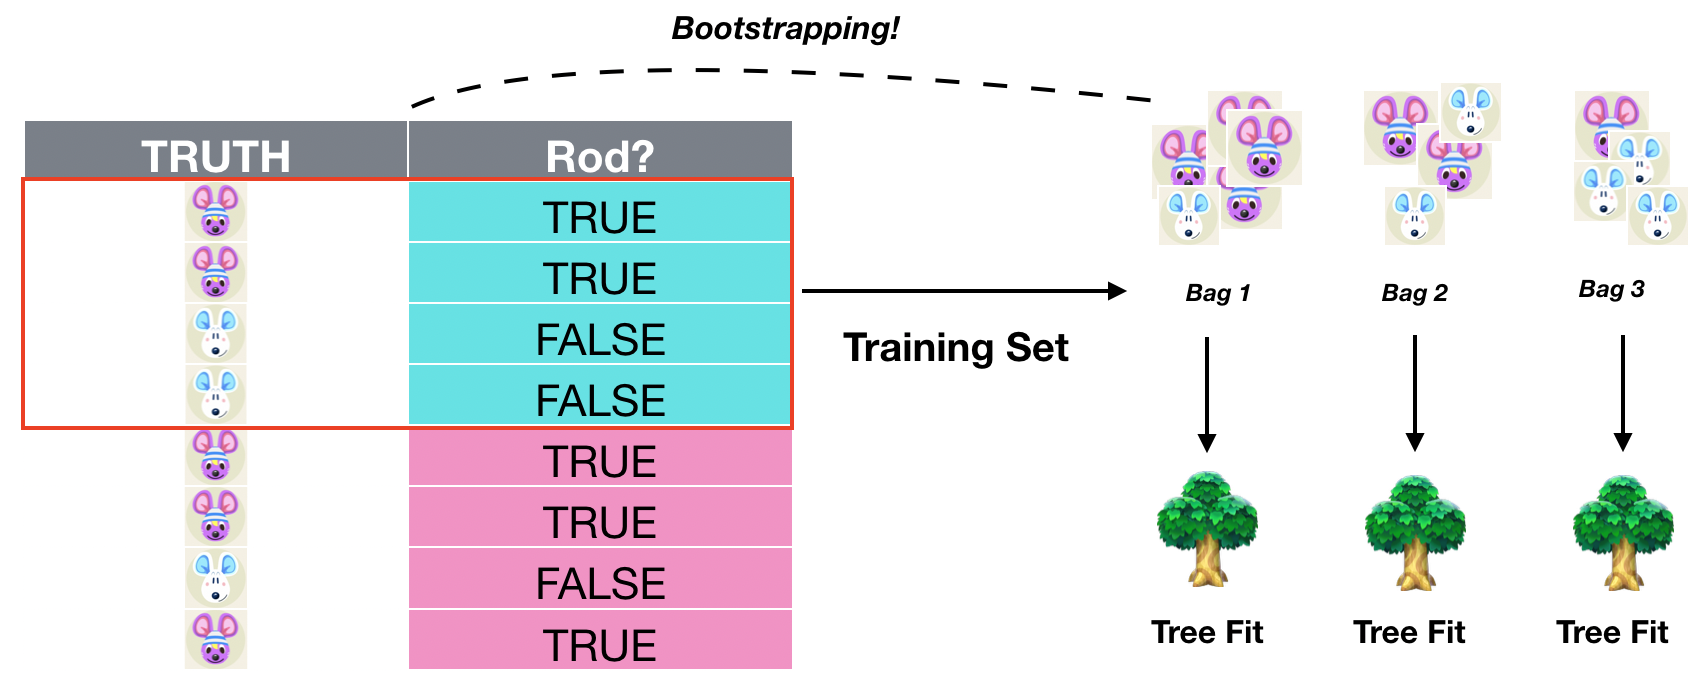 Bootstrapping!
TRUTH Rod?
TRUE
TRUE
FALSE
FALSE
TRUE
TRUE
FALSE
TRUE
Training Set
Bag 1 Bag 2 Bag 3
Tree Fit Tree Fit Tree Fit